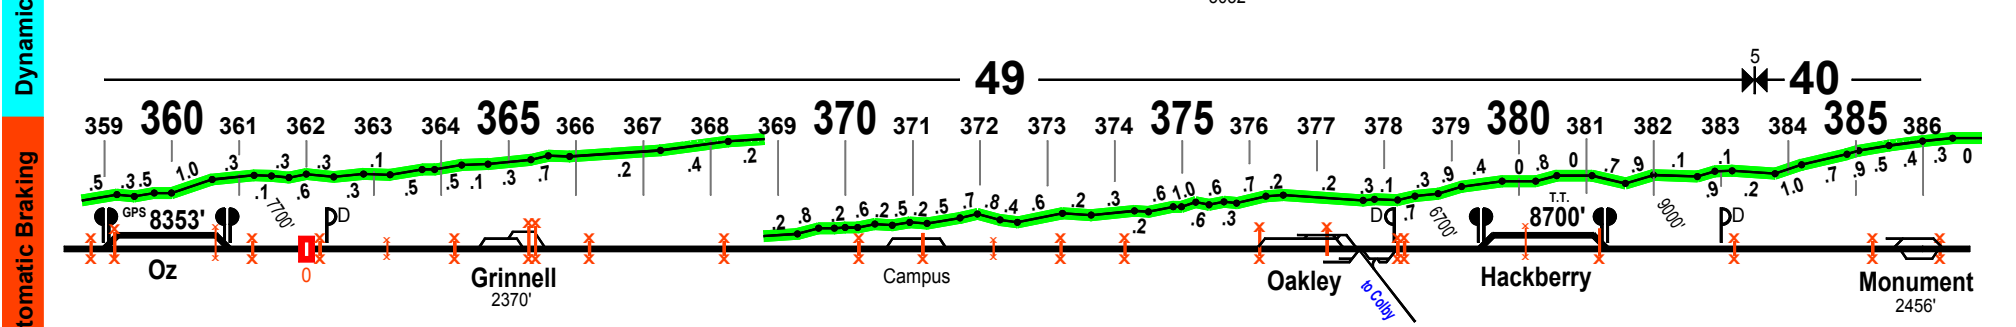 Dynamic
5
49
40
359 360 361 362 363 364 365 366 367 368 369 370 371 372 373 374 375 376 377 378 379 380 381 382 383 384 385 386
.5 .3 .5 1.0 .3 .1 .3 .6 .3 .3 .1 .5 .5 .1 .3 .7 .2 .4 .2
.2 .8 .2 .6 .2 .5 .2 .5 .7 .8 .4 .6 .2 .3 .2 .6 1.0 .6 .6 .3 .7 .2 .2 .3 .1 .7 .3 .9 .4 0 .8 0 .7 .9 .1 .9 .1 .2 1.0 .7 .9 .5 .4 .3 0
GPS 8353' 7700' D
D 6700' T.T. 8700' 9000' D
Oz
0
Grinnell
2370'
Campus
Oakley
to Colby
Hackberry
Monument
2456'
tomatic Braking